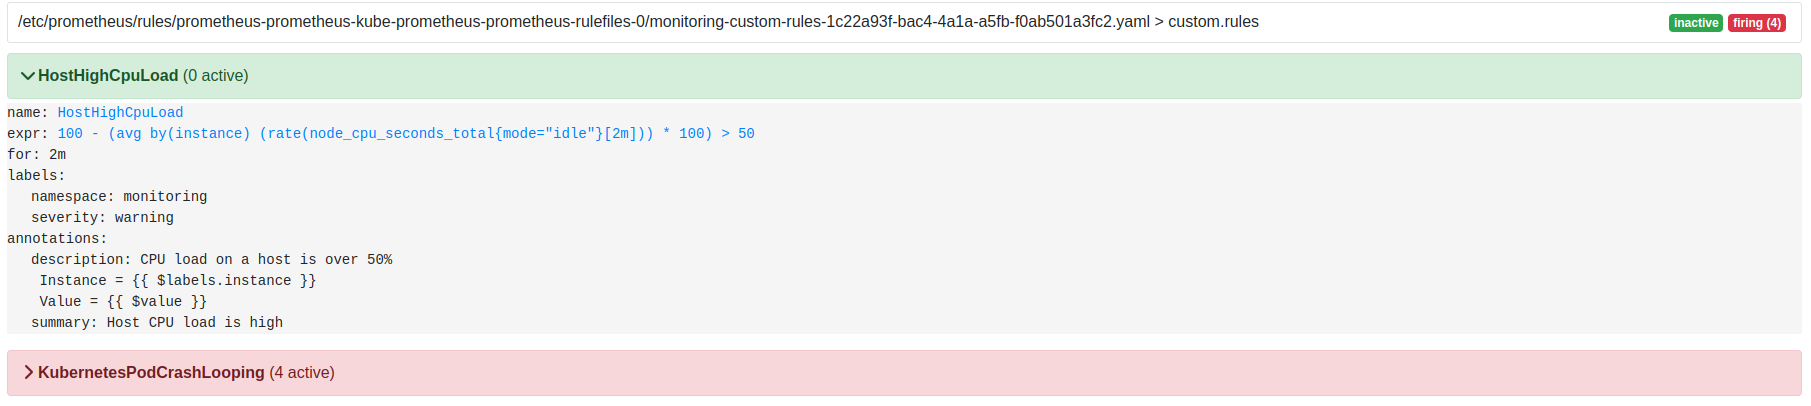 /etc/prometheus/rules/prometheus-prometheus-kube-prometheus-prometheus-rulefiles-0/monitoring-custom-rules-1c22a93f-bac4-4a1a-a5fb-f0ab501a3fc2.yaml > custom.rules inactive firing (4)
HostHighCpuLoad (0 active)
name: HostHighCpuLoad
expr: 100 - (avg by(instance) (rate(node_cpu_seconds_total{mode="idle"}[2m])) * 100) > 50
for: 2m
labels:
namespace: monitoring
severity: warning
annotations:
description: CPU load on a host is over 50%
Instance = {{ $labels.instance }}
Value = {{ $value }}
summary: Host CPU load is high
KubernetesPodCrashLooping (4 active)